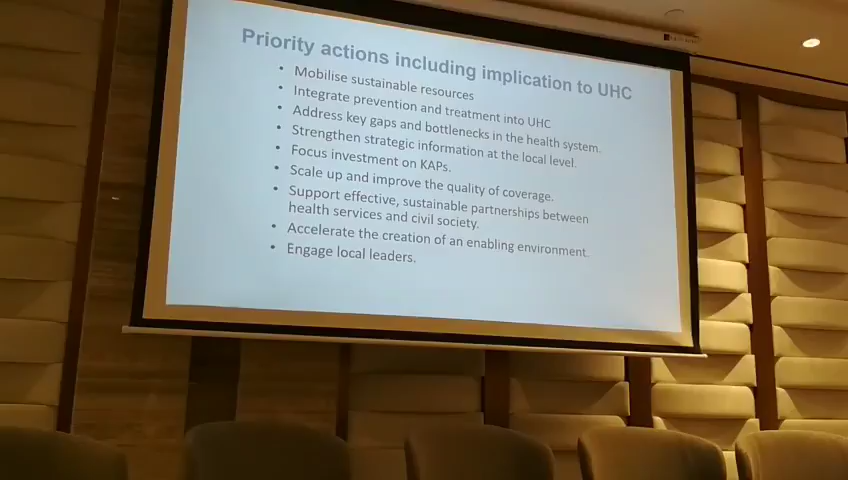 Priority actions including implication to UHC
• Mobilise sustainable resources
• Integrate prevention and treatment into UHC
• Address key gaps and bottlenecks in the health system.
• Strengthen strategic information at the local level.
• Focus investment on KAPs.
• Scale up and improve the quality of coverage.
• Support effective, sustainable partnerships between
health services and civil society.
• Accelerate the creation of an enabling environment.
• Engage local leaders.